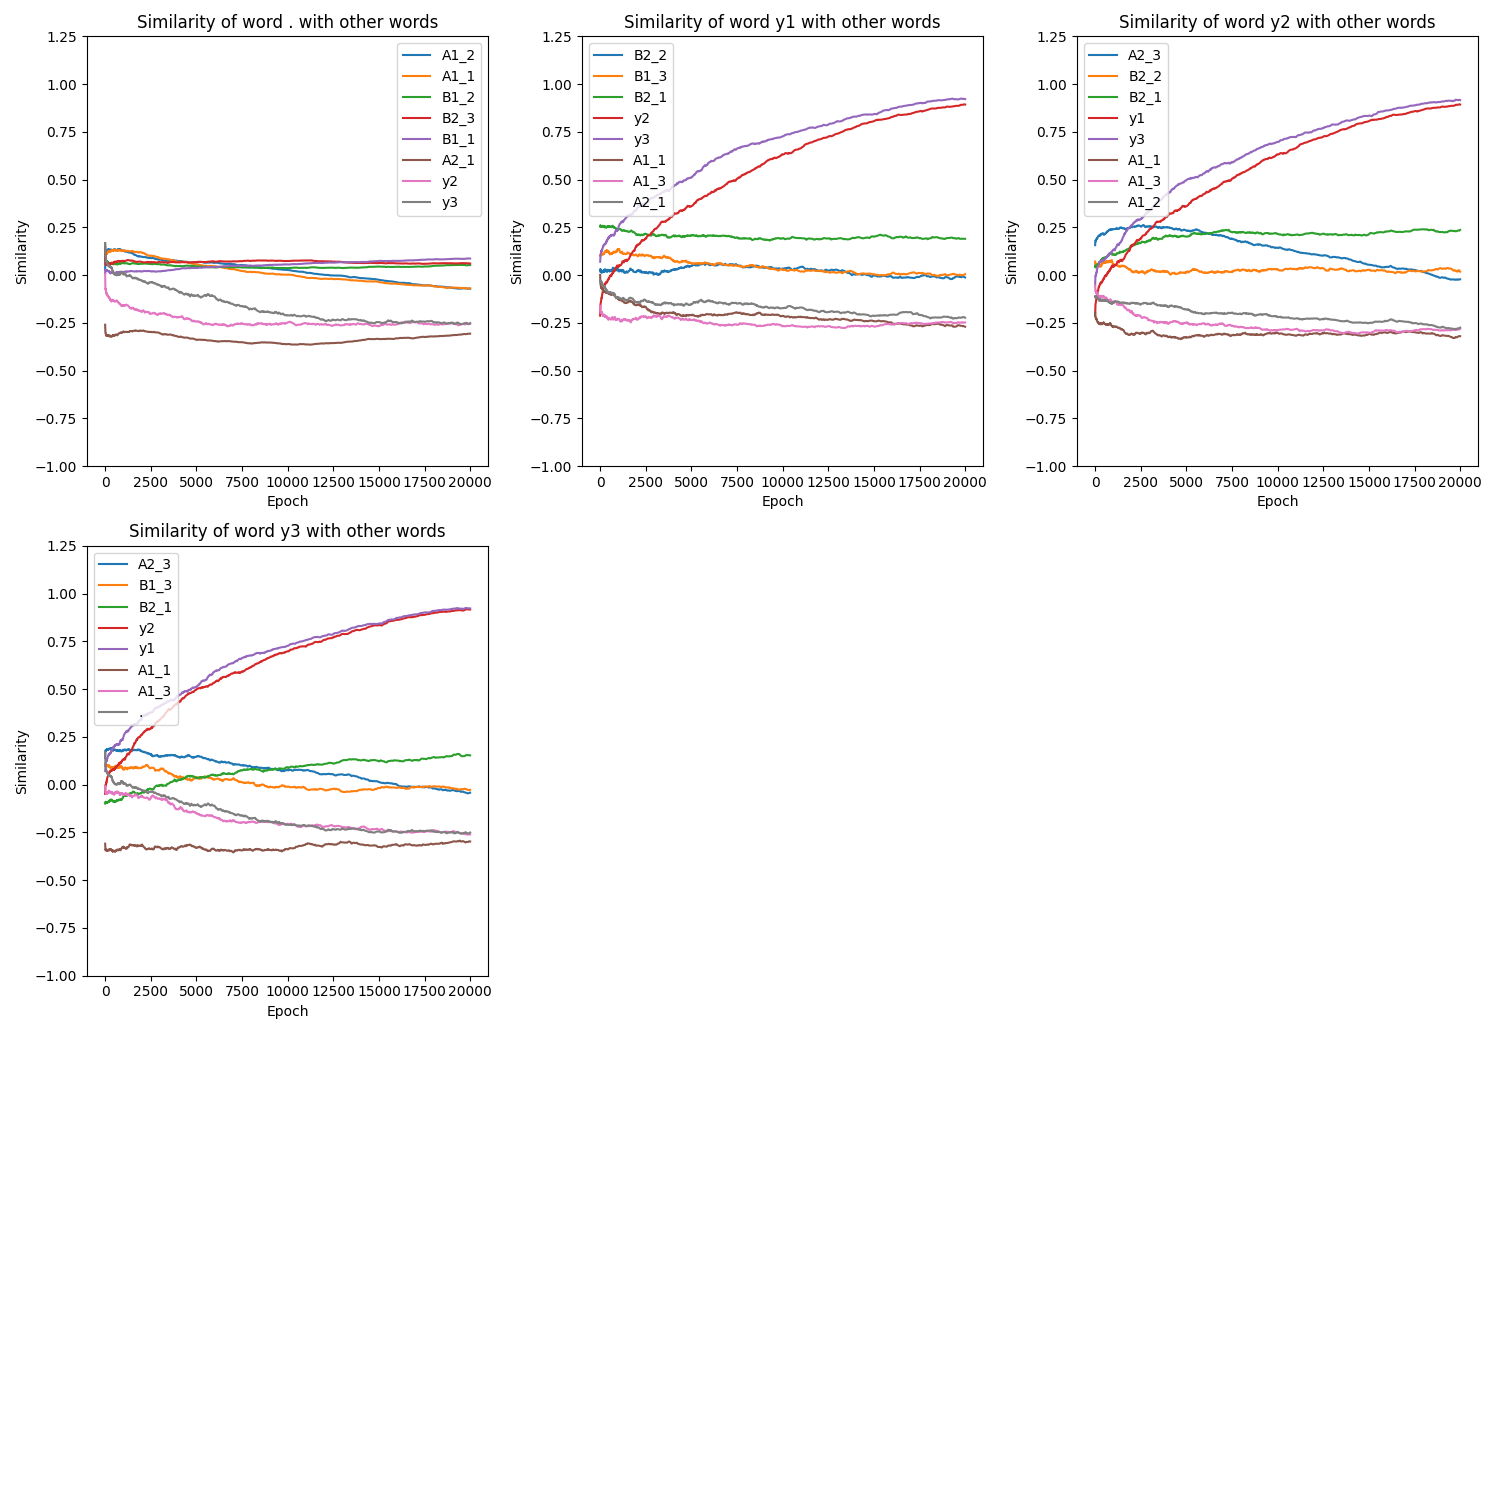 Similarity of word . with other words
1.25
1.00
0.75
0.50
0.25
0.00
−0.25
−0.50
−0.75
−1.00
Similarity
A1_2
A1_1
B1_2
B2_3
B1_1
A2_1
y2
y3
0 2500 5000 7500 10000 12500 15000 17500 20000
Epoch
Similarity of word y1 with other words
1.25
1.00
0.75
0.50
0.25
0.00
−0.25
−0.50
−0.75
−1.00
Similarity
B2_2
B1_3
B2_1
y2
y3
A1_1
A1_3
A2_1
0 2500 5000 7500 10000 12500 15000 17500 20000
Epoch
Similarity of word y2 with other words
1.25
1.00
0.75
0.50
0.25
0.00
−0.25
−0.50
−0.75
−1.00
Similarity
A2_3
B2_2
B2_1
y1
y3
A1_1
A1_3
A1_2
0 2500 5000 7500 10000 12500 15000 17500 20000
Epoch
Similarity of word y3 with other words
1.25
1.00
0.75
0.50
0.25
0.00
−0.25
−0.50
−0.75
−1.00
Similarity
A2_3
B1_3
B2_1
y2
y1
A1_1
A1_3
.
0 2500 5000 7500 10000 12500 15000 17500 20000
Epoch